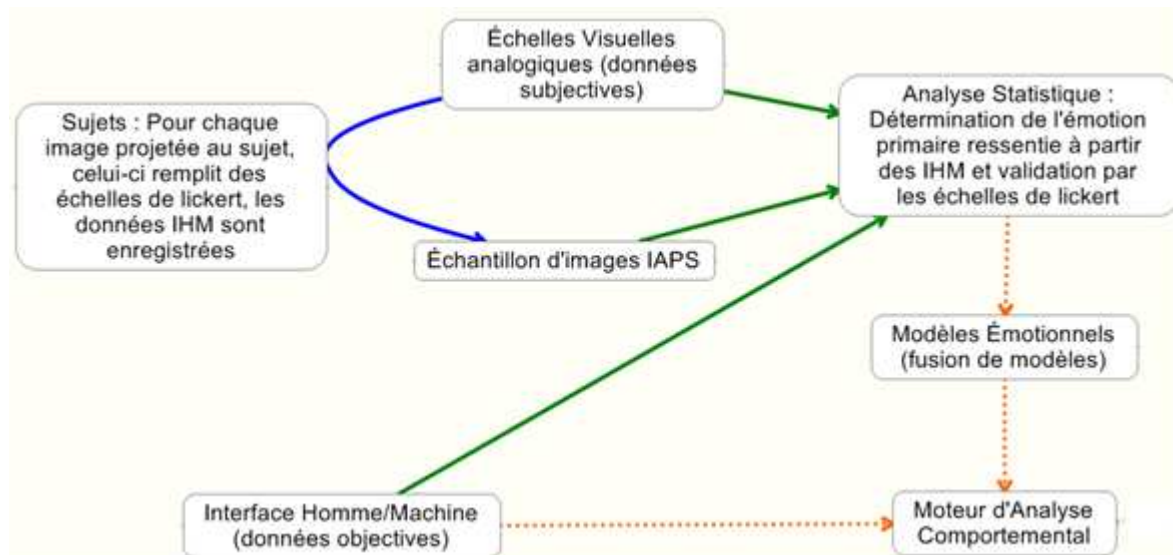 Échelles Visuelles
analogiques (données
subjectives)
Sujets : Pour chaque
image projetée au sujet,
celui-ci remplit des
échelles de lickert, les
données IHM sont
enregistrées
Analyse Statistique :
Détermination de l'émotion
primaire ressentie à partir
des IHM et validation par
les échelles de lickert
Échantillon d'images IAPS
Modèles Émotionnels
(fusion de modèles)
Interface Homme/Machine
(données objectives)
Moteur d'Analyse
Comportemental